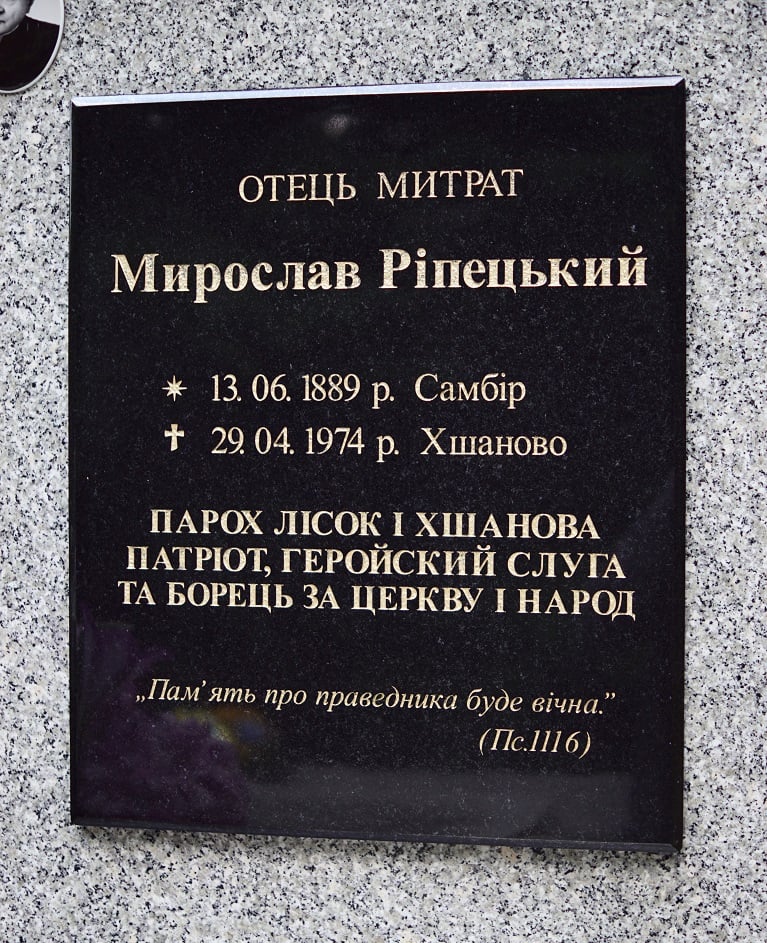 ОТЕЦЬ МИТРАТ
Мирослав Ріпецький
✷ 13. 06. 1889 р. Самбір
✝ 29. 04. 1974 р. Хшаново
ПАРОХ ЛІСОК І ХШАНОВА
ПАТРІОТ, ГЕРОЙСКИЙ СЛУГА
ТА БОРЕЦЬ ЗА ЦЕРКВУ І НАРОД
„Пам’ять про праведника буде вічна.”
(Пс.1116)